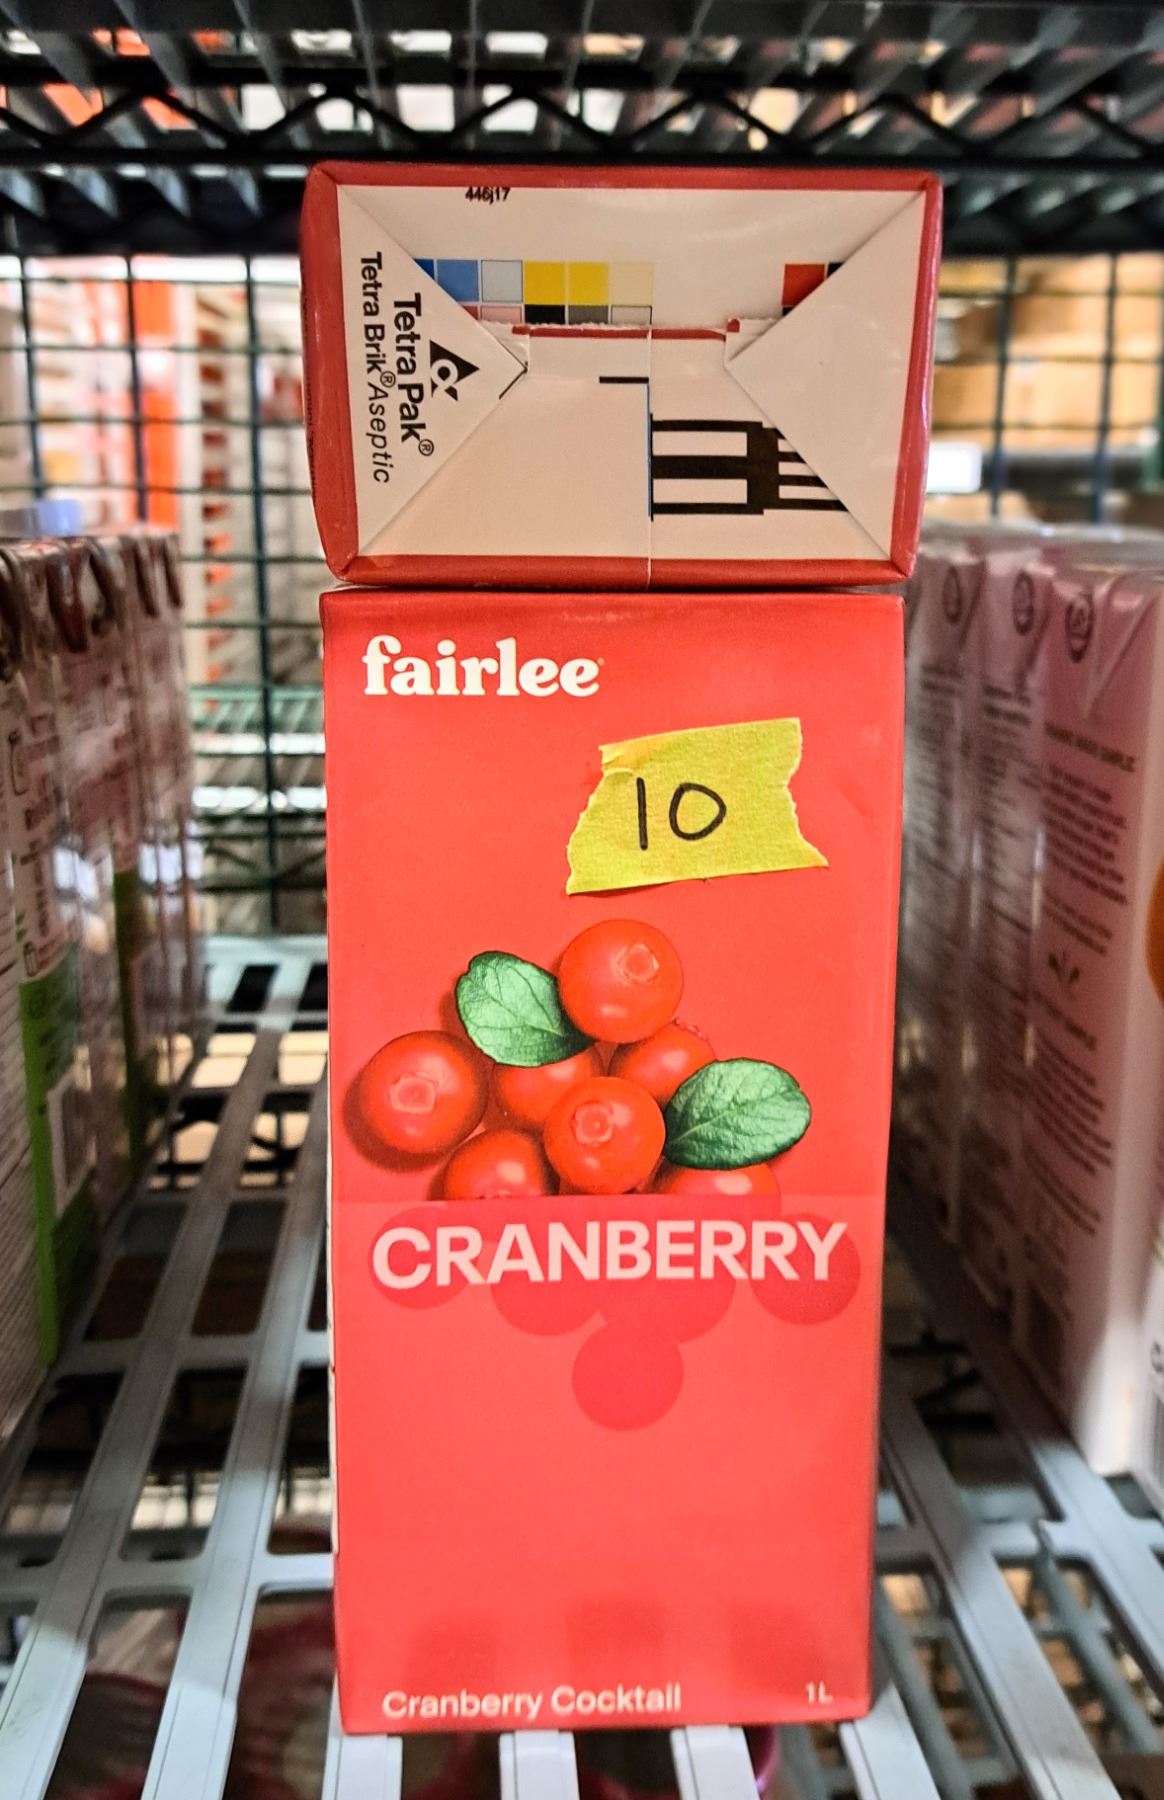 446j17
Tetra Pak®
Tetra Brik® Aseptic
fairlee
10
CRANBERRY
Cranberry Cocktail
1L